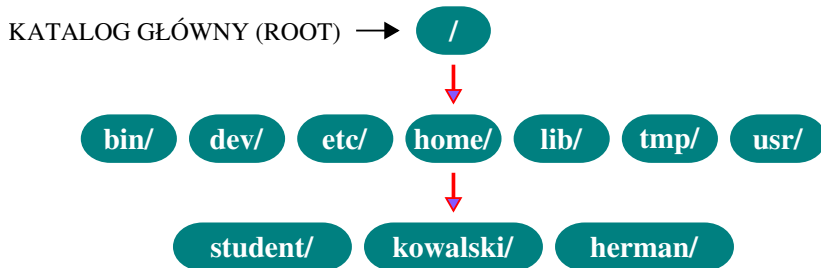 KATALOG GŁÓWNY (ROOT) /
bin/ dev/ etc/ home/ lib/ tmp/ usr/
student/ kowalski/ herman/